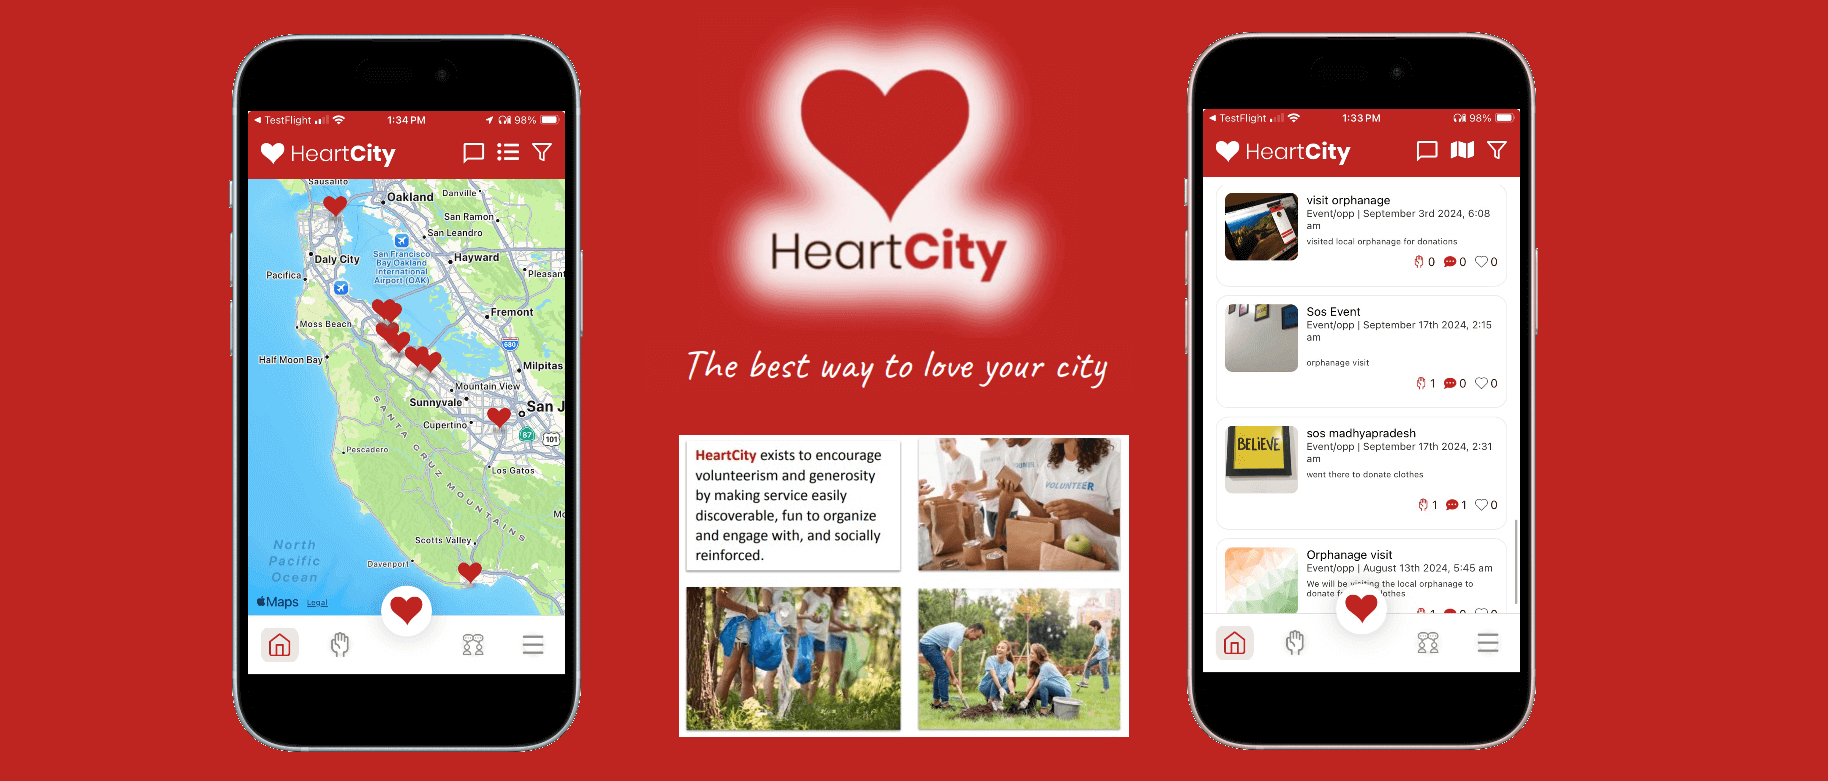 TestFlight
1:34 PM
98%
HeartCity
Sausalito
Oakland
Danville
San Ramon
San Leandro
Daly City
San Francisco
Bay Oakland
International
Airport (OAK)
Hayward
Pleasant
Pacifica
Moss Beach
Fremont
680
Half Moon Bay
Milpitas
Mountain View
Sunnyvale
San J
Cupertino
87
101
SANTA CRUZ MOUNTAINS
Pescadero
Los Gatos
Mo
Scotts Valley
North
Pacific
Ocean
Davenport
Maps
Legal
HeartCity
The best way to love your city
HeartCity exists to encourage
volunteerism and generosity
by making service easily
discoverable, fun to organize
and engage with, and socially
reinforced.
VOLUNTEER
TestFlight
1:33 PM
98%
HeartCity
visit orphanage
Event/opp | September 3rd 2024, 6:08
am
visited local orphanage for donations
0 0 0
Sos Event
Event/opp | September 17th 2024, 2:15
am
orphanage visit
1 0 0
BELIEVE
sos madhyapradesh
Event/opp | September 17th 2024, 2:31
am
went there to donate clothes
1 1 0
Orphanage visit
Event/opp | August 13th 2024, 5:45 am
We will be visiting the local orphanage to
donate clothes